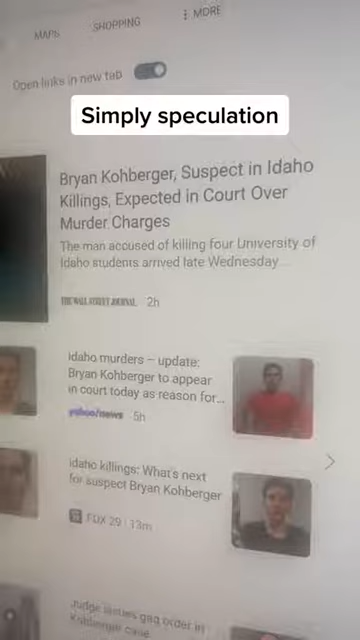 MAPS
SHOPPING
⋮ MORE
Open links in new tab
Simply speculation
Bryan Kohberger, Suspect in Idaho
Killings, Expected in Court Over
Murder Charges
The man accused of killing four University of
Idaho students arrived late Wednesday...
THE WALL STREET JOURNAL 2h
Idaho murders – update:
Bryan Kohberger to appear
in court today as reason for...
yahoo!news 5h
Idaho killings: What's next
for suspect Bryan Kohberger
FOX 29 13m
Judge issues gag order in
Kohberger case